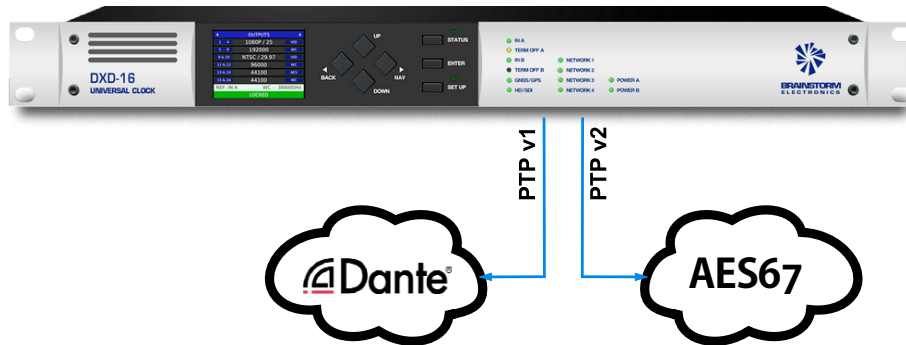 DXD-16
UNIVERSAL CLOCK
OUTPUTS
1 4 1080P / 25 VID
5 - 8 192000 WC
9 & 10 NTSC / 29.97 VID
11 & 12 96000 WC
13 & 14 44100 AES
15 & 16 44100 WC
REF: IN A WC - 384000Hz
LOCKED
UP
BACK
NAV
DOWN
STATUS
ENTER
SET UP
IN A
TERM OFF A
IN B
TERM OFF B
GNSS/GPS
HD/SDI
NETWORK 1
NETWORK 2
NETWORK 3
NETWORK 4
POWER A
POWER B
BRAINSTORM
ELECTRONICS
PTP v1
PTP v2
Dante®
AES67